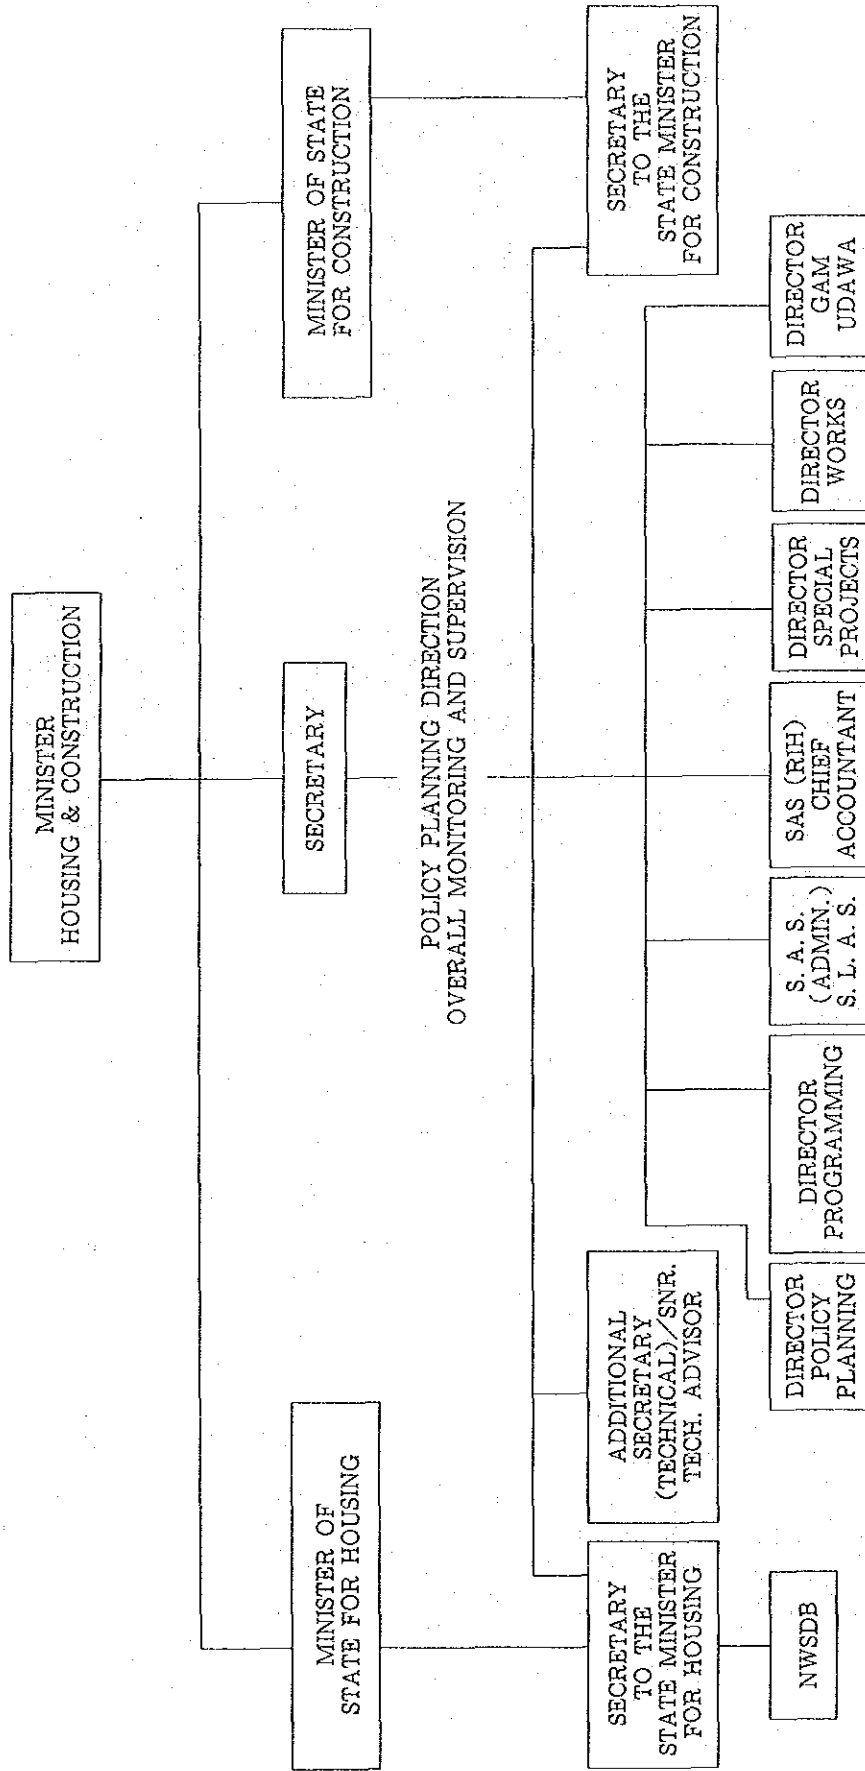 MINISTER
HOUSING & CONSTRUCTION
MINISTER OF
STATE FOR HOUSING
SECRETARY
MINISTER OF STATE
FOR CONSTRUCTION
POLICY PLANNING DIRECTION
OVERALL MONITORING AND SUPERVISION
SECRETARY
TO THE
STATE MINISTER
FOR HOUSING
ADDITIONAL
SECRETARY
(TECHNICAL)/SNR.
TECH. ADVISOR
SECRETARY
TO THE
STATE MINISTER
FOR CONSTRUCTION
NWSDB
DIRECTOR
POLICY
PLANNING
DIRECTOR
PROGRAMMING
S. A. S.
(ADMIN.)
S. L. A. S.
SAS (RIH)
CHIEF
ACCOUNTANT
DIRECTOR
SPECIAL
PROJECTS
DIRECTOR
WORKS
DIRECTOR
GAM
UDAWA